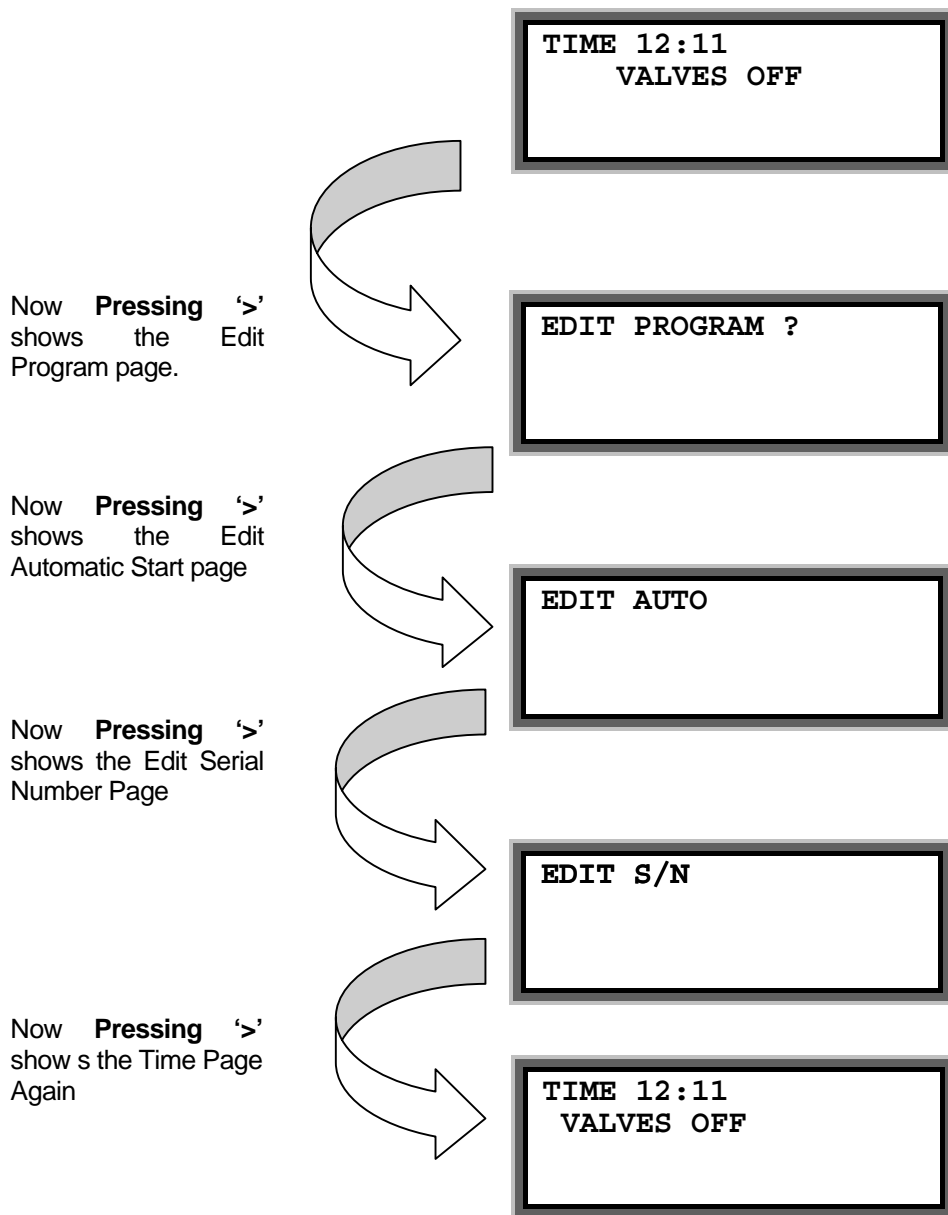 TIME 12:11
VALVES OFF
Now Pressing ‘>’
shows the Edit
Program page.
EDIT PROGRAM ?
Now Pressing ‘>’
shows the Edit
Automatic Start page
EDIT AUTO
Now Pressing ‘>’
shows the Edit Serial
Number Page
EDIT S/N
Now Pressing ‘>’
show s the Time Page
Again
TIME 12:11
VALVES OFF